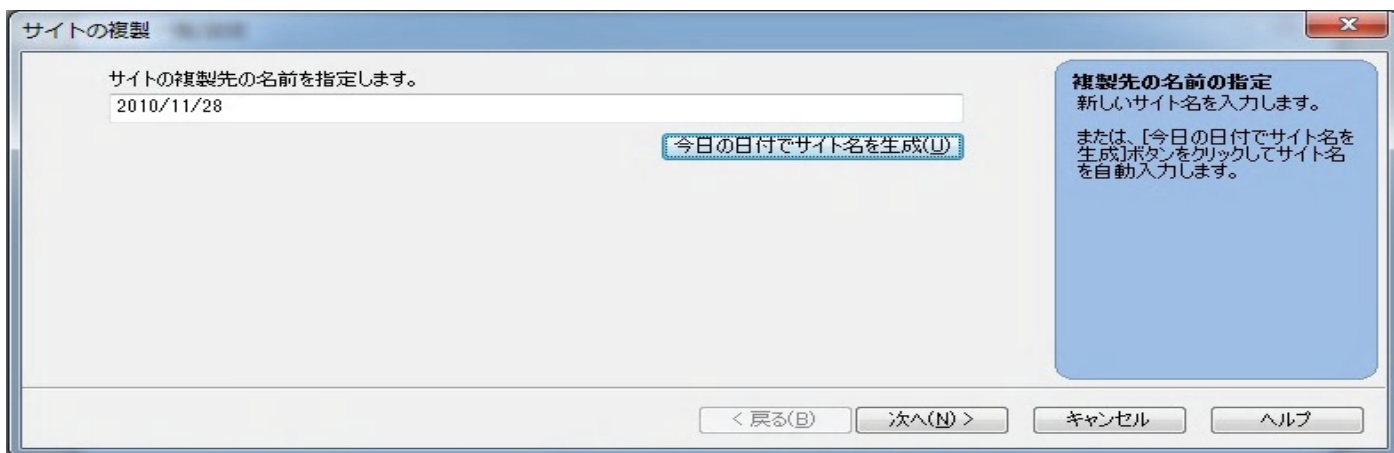 サイトの複製
サイトの複製先の名前を指定します。
2010/11/28
今日の日付でサイト名を生成(U)
複製先の名前の指定
新しいサイト名を入力します。
または、[今日の日付でサイト名を
生成]ボタンをクリックしてサイト名
を自動入力します。
< 戻る(B)
次へ(N) >
キャンセル
ヘルプ